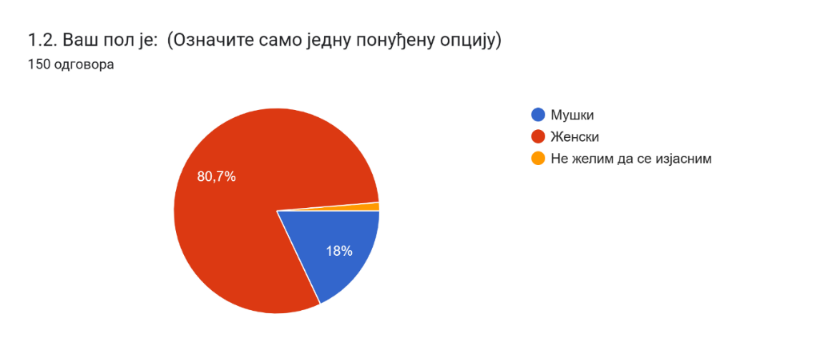 1.2. Ваш пол је: (Означите само једну понуђену опцију)
150 одговора
Мушки
Женски
Не желим да се изјасним
80,7%
18%